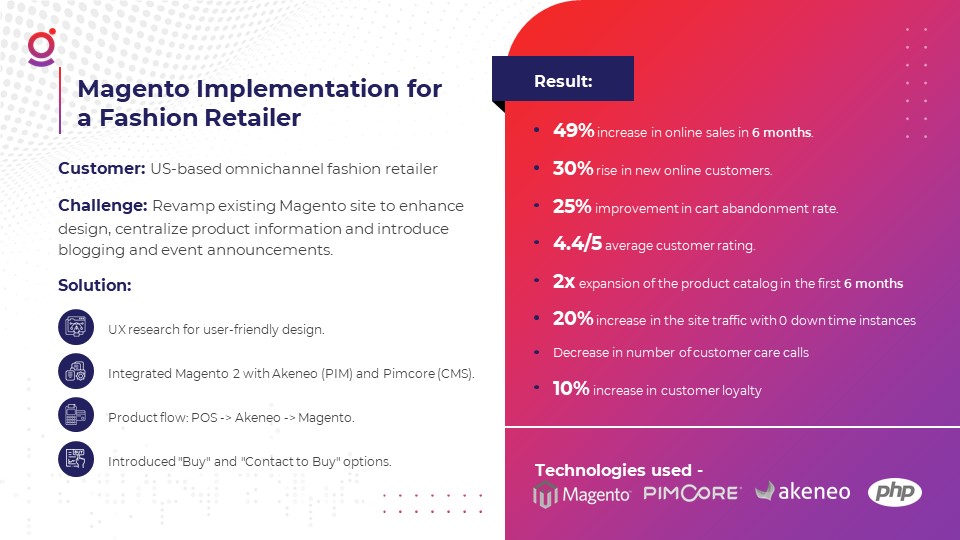 Magento Implementation for
a Fashion Retailer
Customer: US-based omnichannel fashion retailer
Challenge: Revamp existing Magento site to enhance
design, centralize product information and introduce
blogging and event announcements.
Solution:
UX research for user-friendly design.
Integrated Magento 2 with Akeneo (PIM) and Pimcore (CMS).
Product flow: POS -> Akeneo -> Magento.
Introduced "Buy" and "Contact to Buy" options.
Result:
49% increase in online sales in 6 months.
30% rise in new online customers.
25% improvement in cart abandonment rate.
4.4/5 average customer rating.
2x expansion of the product catalog in the first 6 months
20% increase in the site traffic with 0 down time instances
Decrease in number of customer care calls
10% increase in customer loyalty
Technologies used -
Magento PIMCORE akeneo php